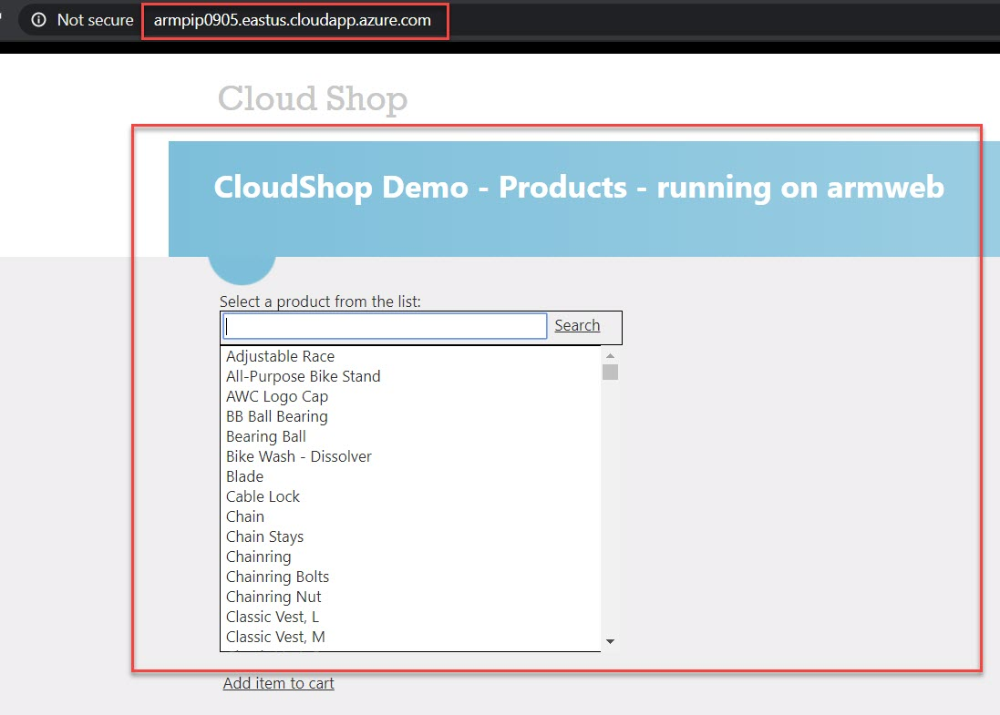 Not secure armpip0905.eastus.cloudapp.azure.com
Cloud Shop
CloudShop Demo - Products - running on armweb
Select a product from the list:
Search
Adjustable Race
All-Purpose Bike Stand
AWC Logo Cap
BB Ball Bearing
Bearing Ball
Bike Wash - Dissolver
Blade
Cable Lock
Chain
Chain Stays
Chainring
Chainring Bolts
Chainring Nut
Classic Vest, L
Classic Vest, M
Add item to cart